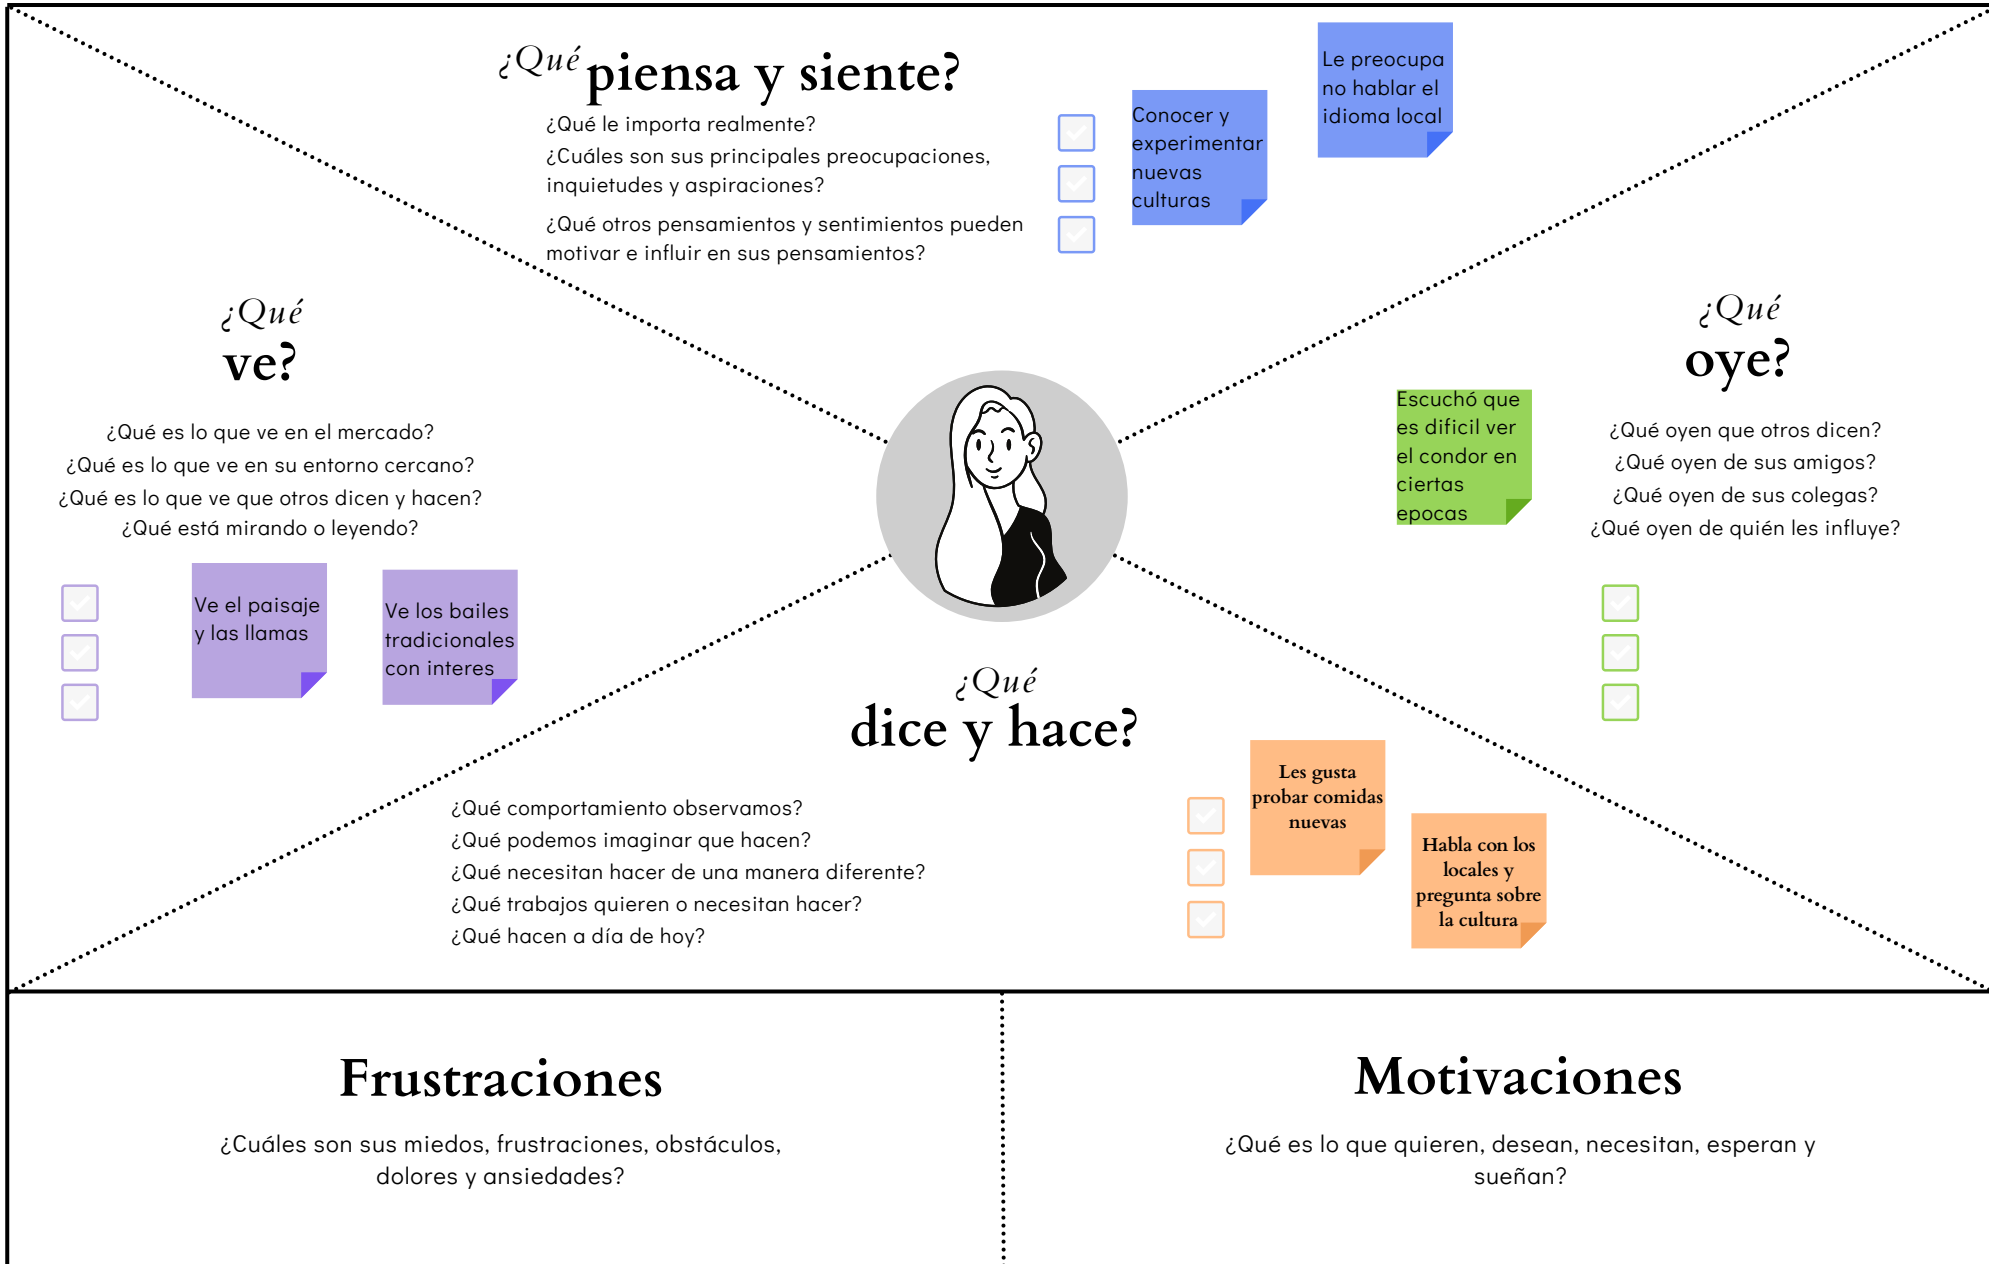 ¿Qué piensa y siente?
¿Qué le importa realmente?
¿Cuáles son sus principales preocupaciones,
inquietudes y aspiraciones?
¿Qué otros pensamientos y sentimientos pueden
motivar e influir en sus pensamientos?
Conocer y
experimentar
nuevas
culturas
Le preocupa
no hablar el
idioma local
¿Qué
ve?
¿Qué es lo que ve en el mercado?
¿Qué es lo que ve en su entorno cercano?
¿Qué es lo que ve que otros dicen y hacen?
¿Qué está mirando o leyendo?
Ve el paisaje
y las llamas
Ve los bailes
tradicionales
con interes
¿Qué
oye?
Escuchó que
es dificil ver
el condor en
ciertas
epocas
¿Qué oyen que otros dicen?
¿Qué oyen de sus amigos?
¿Qué oyen de sus colegas?
¿Qué oyen de quién les influye?
¿Qué
dice y hace?
¿Qué comportamiento observamos?
¿Qué podemos imaginar que hacen?
¿Qué necesitan hacer de una manera diferente?
¿Qué trabajos quieren o necesitan hacer?
¿Qué hacen a día de hoy?
Les gusta
probar comidas
nuevas
Habla con los
locales y
pregunta sobre
la cultura
Frustraciones
¿Cuáles son sus miedos, frustraciones, obstáculos,
dolores y ansiedades?
Motivaciones
¿Qué es lo que quieren, desean, necesitan, esperan y
sueñan?